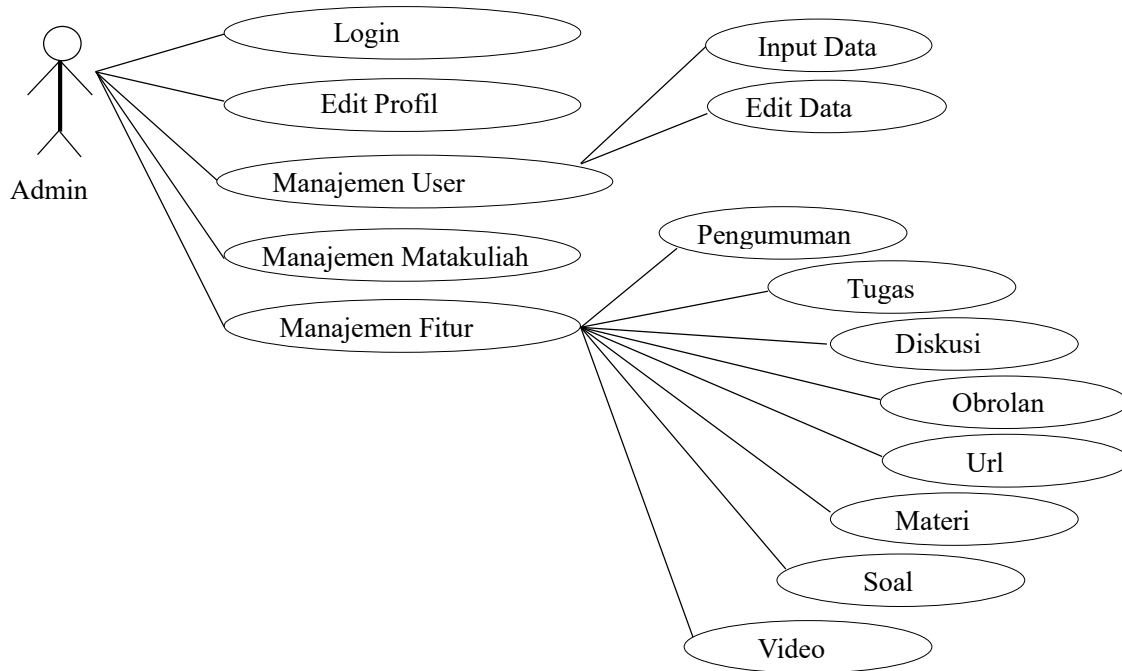 Login
Edit Profil
Manajemen User
Manajemen Matakuliah
Manajemen Fitur
Admin
Input Data
Edit Data
Pengumuman
Tugas
Diskusi
Obrolan
Url
Materi
Soal
Video